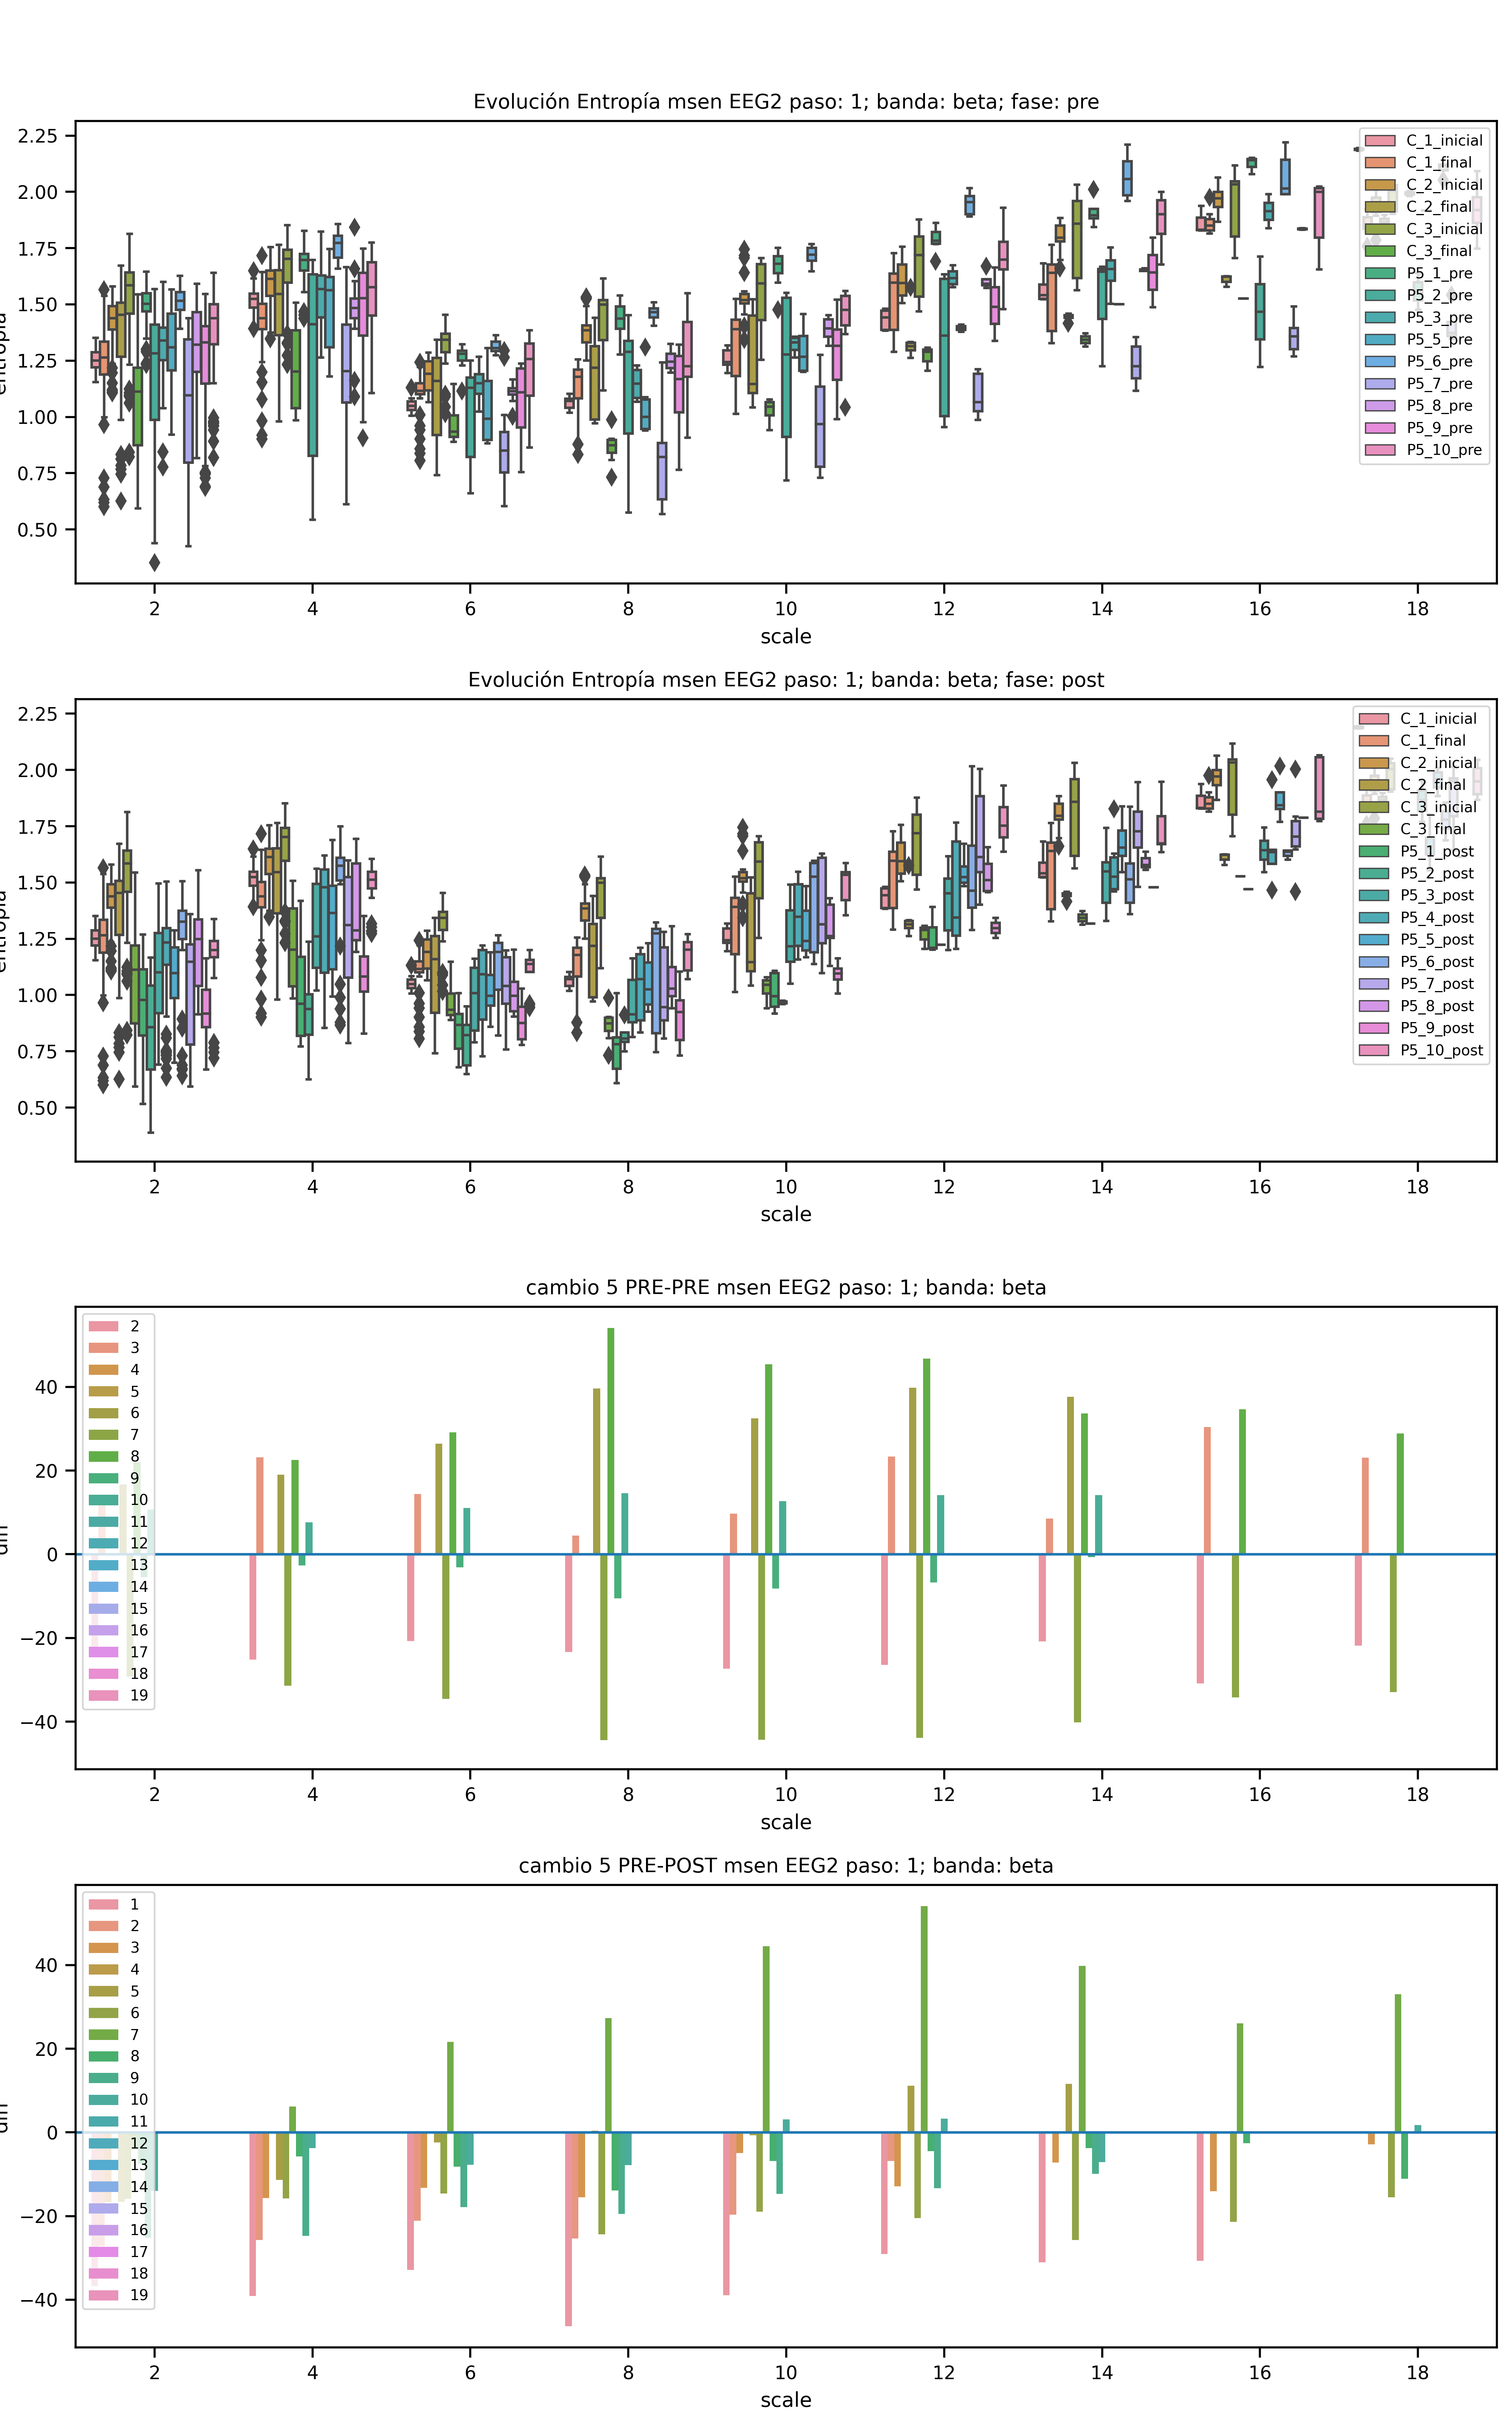 Evolución Entropía msen EEG2 paso: 1; banda: beta; fase: pre
2.25
2.00
1.75
1.50
1.25
1.00
0.75
0.50
C_1_inicial
C_1_final
C_2_inicial
C_2_final
C_3_inicial
C_3_final
P5_1_pre
P5_2_pre
P5_3_pre
P5_5_pre
P5_6_pre
P5_7_pre
P5_8_pre
P5_9_pre
P5_10_pre
2 4 6 8 10 12 14 16 18
scale
Evolución Entropía msen EEG2 paso: 1; banda: beta; fase: post
2.25
2.00
1.75
1.50
1.25
1.00
0.75
0.50
C_1_inicial
C_1_final
C_2_inicial
C_2_final
C_3_inicial
C_3_final
P5_1_post
P5_2_post
P5_3_post
P5_4_post
P5_5_post
P5_6_post
P5_7_post
P5_8_post
P5_9_post
P5_10_post
2 4 6 8 10 12 14 16 18
scale
cambio 5 PRE-PRE msen EEG2 paso: 1; banda: beta
40
20
0
−20
−40
2
3
4
5
6
7
8
9
10
11
12
13
14
15
16
17
18
19
2 4 6 8 10 12 14 16 18
scale
cambio 5 PRE-POST msen EEG2 paso: 1; banda: beta
40
20
0
−20
−40
1
2
3
4
5
6
7
8
9
10
11
12
13
14
15
16
17
18
19
2 4 6 8 10 12 14 16 18
scale